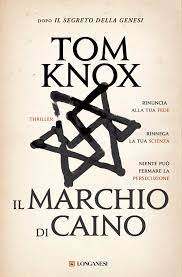 DOPO IL SEGRETO DELLA GENESI
TOM
KNOX
RINUNCIA
ALLA TUA FEDE
THRILLER
RINNEGA
LA TUA SCIENZA
NIENTE PUÒ
FERMARE LA
PERSECUZIONE
IL MARCHIO
DI CAINO
LONGANESI